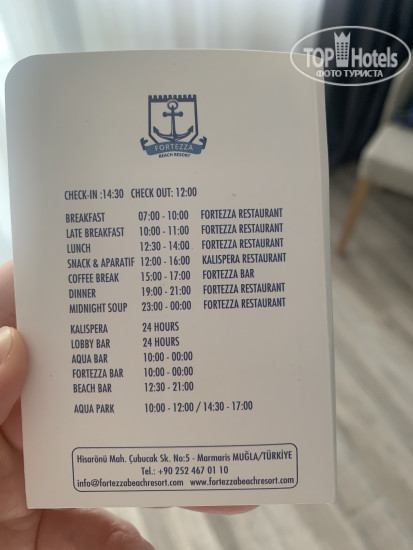 TOP Hotels
ФОТО ТУРИСТА
FORTEZZA
BEACH RESORT
CHECK-IN :14:30 CHECK OUT: 12:00
BREAKFAST 07:00 - 10:00 FORTEZZA RESTAURANT
LATE BREAKFAST 10:00 - 11:00 FORTEZZA RESTAURANT
LUNCH 12:30 - 14:00 FORTEZZA RESTAURANT
SNACK & APARATIF 12:00 - 16:00 KALISPERA RESTAURANT
COFFEE BREAK 15:00 - 17:00 FORTEZZA BAR
DINNER 19:00 - 21:00 FORTEZZA RESTAURANT
MIDNIGHT SOUP 23:00 - 00:00 FORTEZZA RESTAURANT
KALISPERA 24 HOURS
LOBBY BAR 24 HOURS
AQUA BAR 10:00 - 00:00
FORTEZZA BAR 10:00 - 00:00
BEACH BAR 12:30 - 21:00
AQUA PARK 10:00 - 12:00 / 14:30 - 17:00
Hisarönü Mah. Çubucak Sk. No:5 - Marmaris MUĞLA/TÜRKİYE
Tel.: +90 252 467 01 10
info@fortezzabeachresort.com www.fortezzabeachresort.com